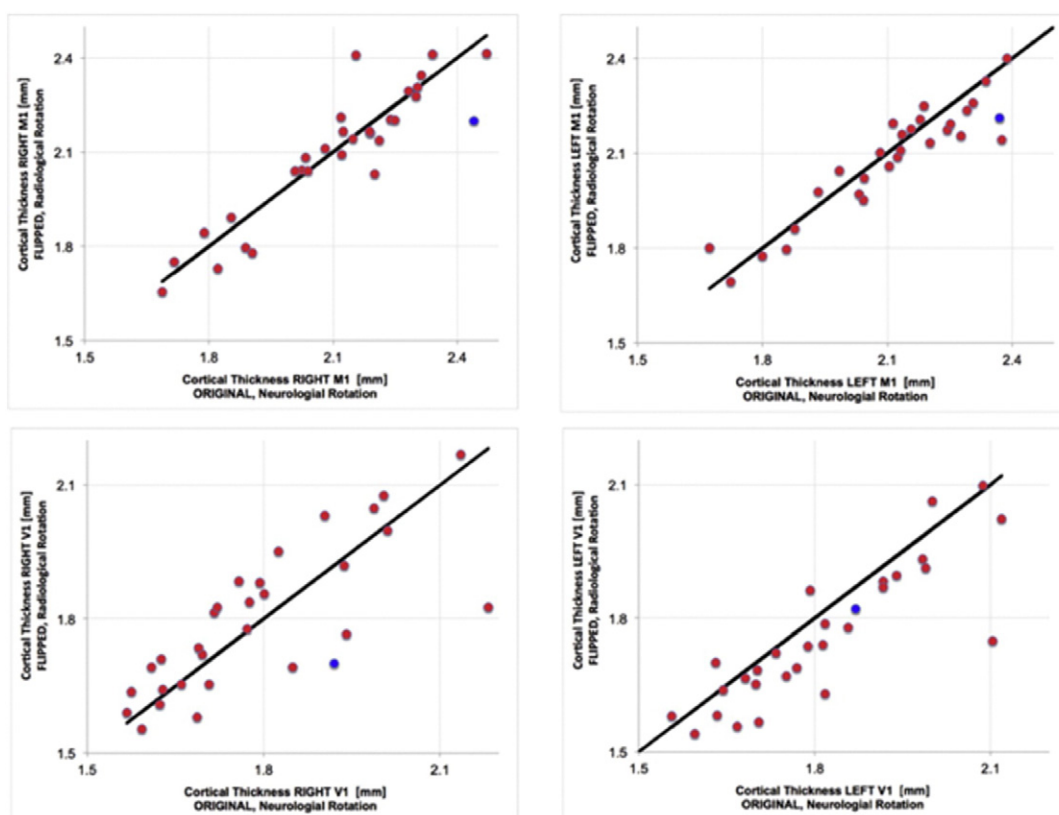 Cortical Thickness RIGHT M1 [mm]
FLIPPED, Radiological Rotation
2.4
2.1
1.8
1.5
1.5 1.8 2.1 2.4
Cortical Thickness RIGHT M1 [mm]
ORIGINAL, Neurologial Rotation
Cortical Thickness LEFT M1 [mm]
FLIPPED, Radiological Rotation
2.4
2.1
1.8
1.5
1.5 1.8 2.1 2.4
Cortical Thickness LEFT M1 [mm]
ORIGINAL, Neurologial Rotation
Cortical Thickness RIGHT V1 [mm]
FLIPPED, Radiological Rotation
2.1
1.8
1.5
1.5 1.8 2.1
Cortical Thickness RIGHT V1 [mm]
ORIGINAL, Neurologial Rotation
Cortical Thickness LEFT V1 [mm]
FLIPPED, Radiological Rotation
2.1
1.8
1.5
1.5 1.8 2.1
Cortical Thickness LEFT V1 [mm]
ORIGINAL, Neurologial Rotation